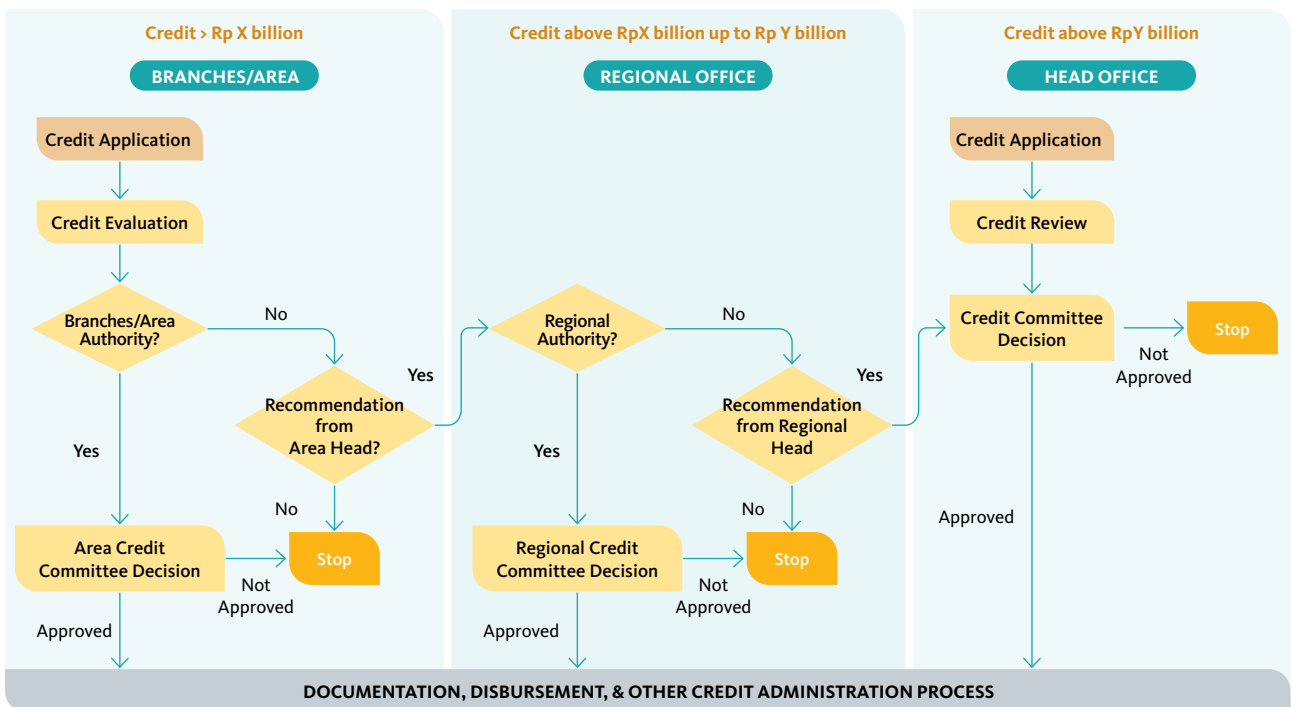 Credit > Rp X billion
BRANCHES/AREA
Credit Application
Credit Evaluation
Branches/Area
Authority?
No
Yes
Recommendation
from
Area Head?
Yes
No
Area Credit
Committee Decision
Not
Approved
Stop
Approved
Credit above RpX billion up to Rp Y billion
REGIONAL OFFICE
Regional
Authority?
No
Yes
Recommendation
from Regional
Head
Yes
No
Regional Credit
Committee Decision
Not
Approved
Stop
Approved
Credit above RpY billion
HEAD OFFICE
Credit Application
Credit Review
Credit Committee
Decision
Not
Approved
Stop
Approved
DOCUMENTATION, DISBURSEMENT, & OTHER CREDIT ADMINISTRATION PROCESS